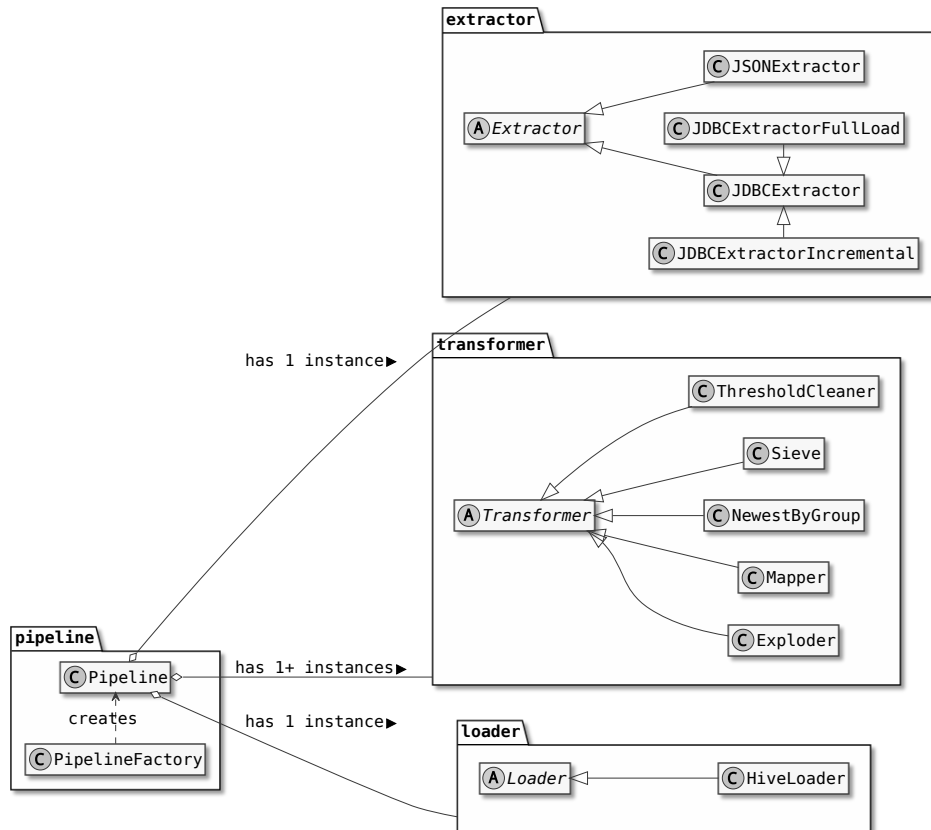 extractor
C JSONExtractor
A Extractor
C JDBCExtractorFullLoad
C JDBCExtractor
C JDBCExtractorIncremental
has 1 instance▶
transformer
C ThresholdCleaner
C Sieve
A Transformer
C NewestByGroup
C Mapper
C Exploder
pipeline
C Pipeline
has 1+ instances▶
creates
C PipelineFactory
has 1 instance▶
loader
A Loader
C HiveLoader